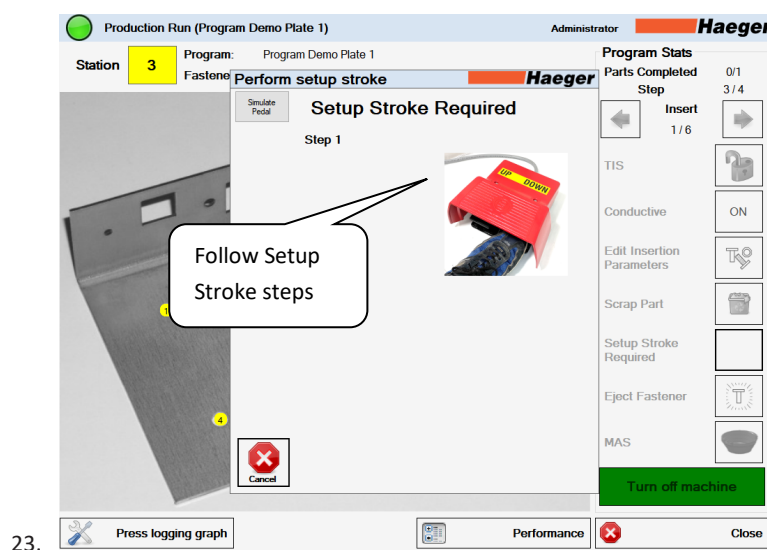 Production Run (Program Demo Plate 1)
Administrator
Haeger
Station
3
Program:
Program Demo Plate 1
Perform setup stroke
Haeger
Simulate
Pedal
Setup Stroke Required
Step 1
UP DOWN
Follow Setup
Stroke steps
1
4
Cancel
Program Stats
Parts Completed 0/1
Step 3 / 4
Insert
1 / 6
TIS
Conductive ON
Edit Insertion
Parameters
Scrap Part
Setup Stroke
Required
Eject Fastener
MAS
Turn off machine
Press logging graph
Performance
Close
23.